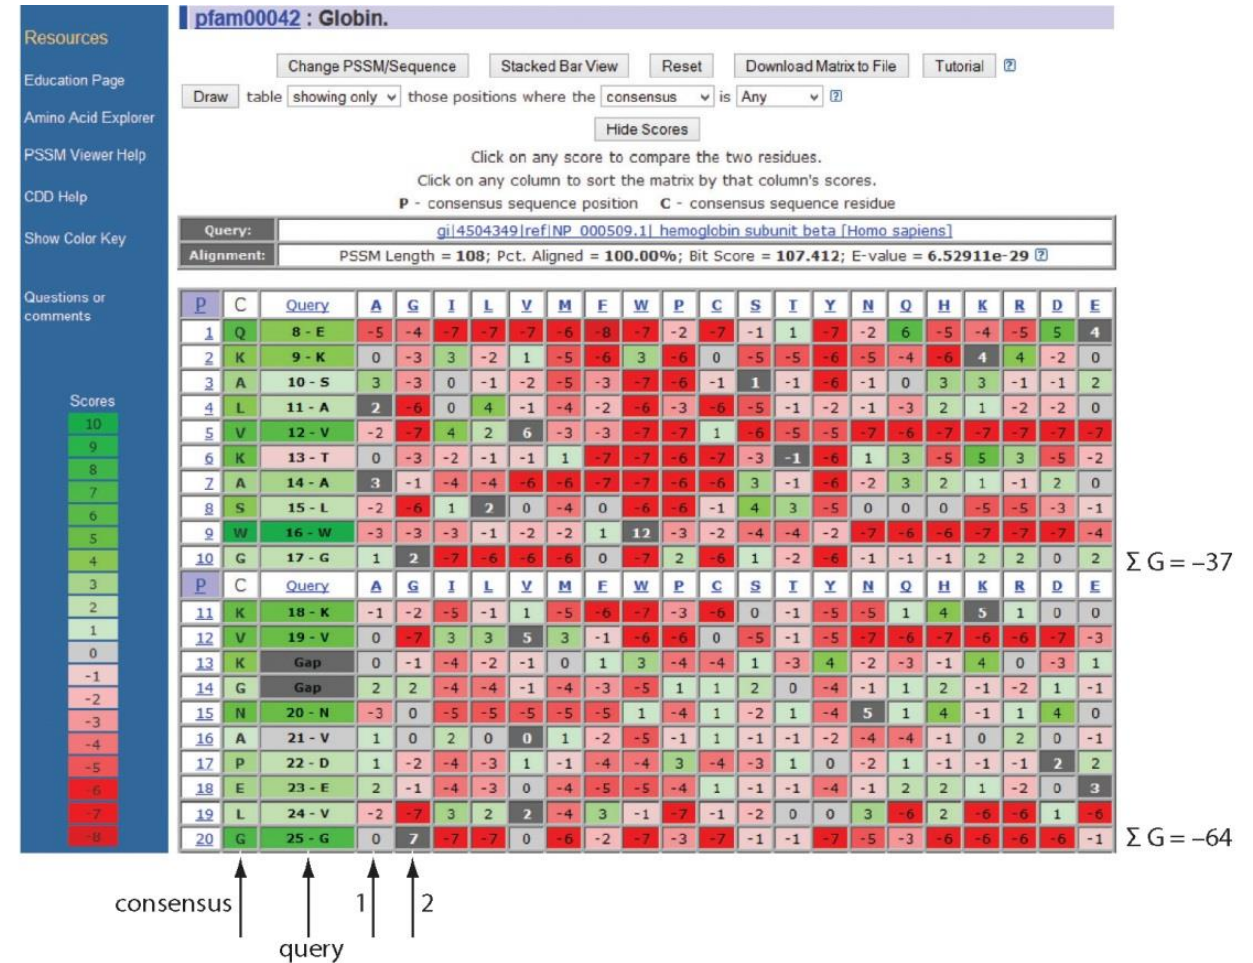 pfam00042 : Globin.
Resources
Education Page
Amino Acid Explorer
PSSM Viewer Help
CDD Help
Show Color Key
Questions or
comments
Change PSSM/Sequence Stacked Bar View Reset Download Matrix to File Tutorial ?
Draw table showing only those positions where the consensus is Any ?
Hide Scores
Click on any score to compare the two residues.
Click on any column to sort the matrix by that column's scores.
P - consensus sequence position C - consensus sequence residue
Query: gi|4504349|ref|NP_000509.1| hemoglobin subunit beta [Homo sapiens]
Alignment: PSSM Length = 108; Pct. Aligned = 100.00%; Bit Score = 107.412; E-value = 6.52911e-29 ?
P C Query A G I L V M F W P C S T Y N Q H K R D E
1 Q 8 - E -5 -4 -7 -7 -7 -6 -8 -7 -2 -7 -1 1 -7 -2 6 -5 -4 -5 5 4
2 K 9 - K 0 -3 3 -2 1 -5 -6 3 -6 0 -5 -5 -6 -5 -4 -6 4 4 -2 0
3 A 10 - S 3 -3 0 -1 -2 -5 -3 -7 -6 -1 1 -1 -6 -1 0 3 3 -1 -1 2
4 L 11 - A 2 -6 0 4 -1 -4 -2 -6 -3 -6 -5 -1 -2 -1 -3 2 1 -2 -2 0
5 V 12 - V -2 -7 4 2 6 -3 -3 -7 -7 1 -6 -5 -5 -7 -6 -7 -7 -7 -7 -7
6 K 13 - T 0 -3 -2 -1 -1 1 -7 -7 -6 -7 -3 -1 -6 1 3 -5 5 3 -5 -2
7 A 14 - A 3 -1 -4 -4 -6 -6 -7 -7 -6 -6 3 -1 -6 -2 3 2 1 -1 2 0
8 S 15 - L -2 -6 1 2 0 -4 0 -6 -6 -1 4 3 -5 0 0 0 -5 -5 -3 -1
9 W 16 - W -3 -3 -3 -1 -2 -2 1 12 -3 -2 -4 -4 -2 -7 -6 -6 -7 -7 -7 -4
10 G 17 - G 1 2 -7 -6 -6 -6 0 -7 2 -6 1 -2 -6 -1 -1 -1 2 2 0 2 Σ G = –37
P C Query A G I L V M F W P C S T Y N Q H K R D E
11 K 18 - K -1 -2 -5 -1 1 -5 -6 -7 -3 -6 0 -1 -5 -5 1 4 5 1 0 0
12 V 19 - V 0 -7 3 3 5 3 -1 -6 -6 0 -5 -1 -5 -7 -6 -7 -6 -6 -7 -3
13 K Gap 0 -1 -4 -2 -1 0 1 3 -4 -4 1 -3 4 -2 -3 -1 4 0 -3 1
14 G Gap 2 2 -4 -4 -1 -4 -3 -5 1 1 2 0 -4 -1 1 2 -1 -2 1 -1
15 N 20 - N -3 0 -5 -5 -5 -5 -5 1 -4 1 -2 1 -4 5 1 4 -1 1 4 0
16 A 21 - V 1 0 2 0 0 1 -2 -5 -1 1 -1 -1 -2 -4 -4 -1 0 2 0 -1
17 P 22 - D 1 -2 -4 -3 1 -1 -4 -4 3 -4 -3 1 0 -2 1 -1 -1 -1 2 2
18 E 23 - E 2 -1 -4 -3 0 -4 -5 -5 -4 1 -1 -1 -4 -1 2 2 1 -2 0 3
19 L 24 - V -2 -7 3 2 2 -4 3 -1 -7 -1 -2 0 0 3 -6 2 -6 -6 1 -6
20 G 25 - G 0 7 -7 -7 0 -6 -2 -7 -3 -7 -1 -1 -7 -5 -3 -6 -6 -6 -6 -1 Σ G = –64
Scores
10
9
8
7
6
5
4
3
2
1
0
-1
-2
-3
-4
-5
-6
-7
-8
consensus 1 2
query